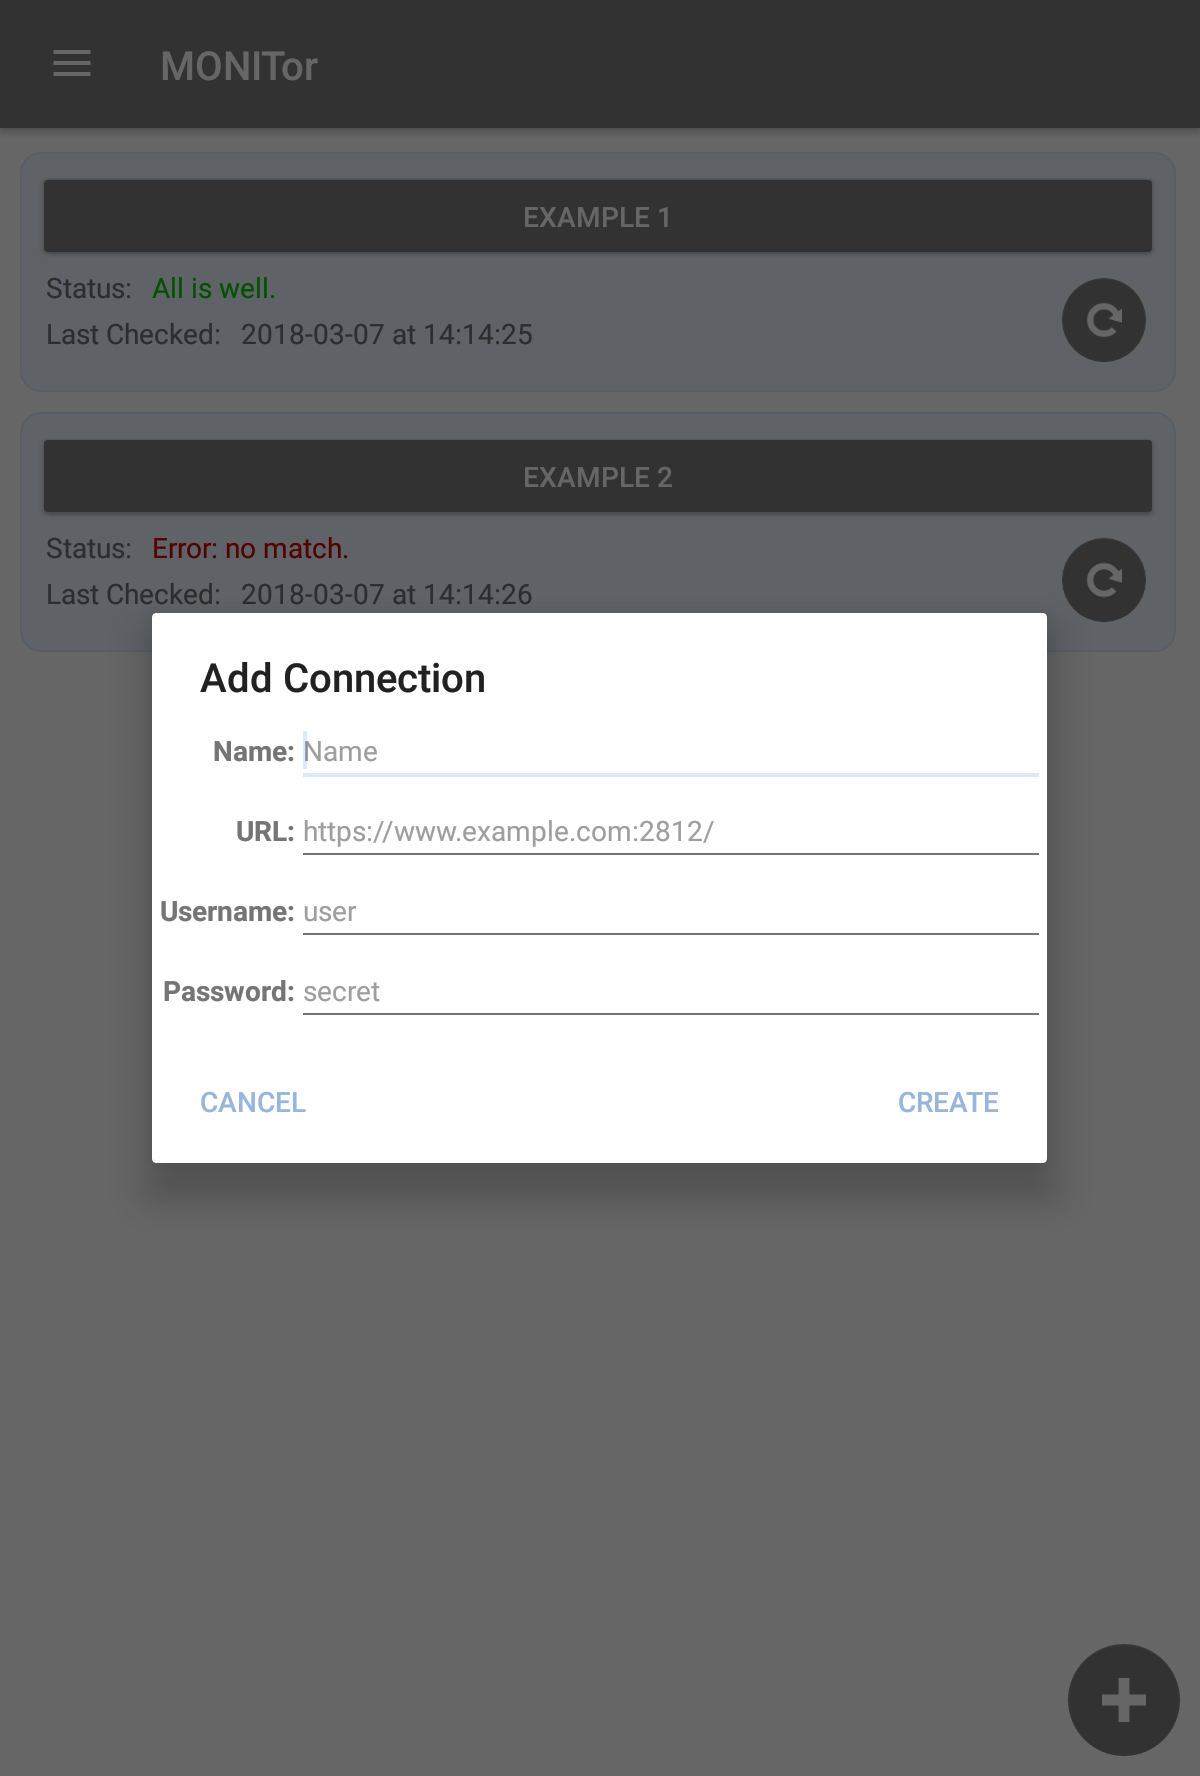 MONITor
EXAMPLE 1
Status: All is well.
Last Checked: 2018-03-07 at 14:14:25
EXAMPLE 2
Status: Error: no match.
Last Checked: 2018-03-07 at 14:14:26
Add Connection
Name: Name
URL: https://www.example.com:2812/
Username: user
Password: secret
CANCEL CREATE